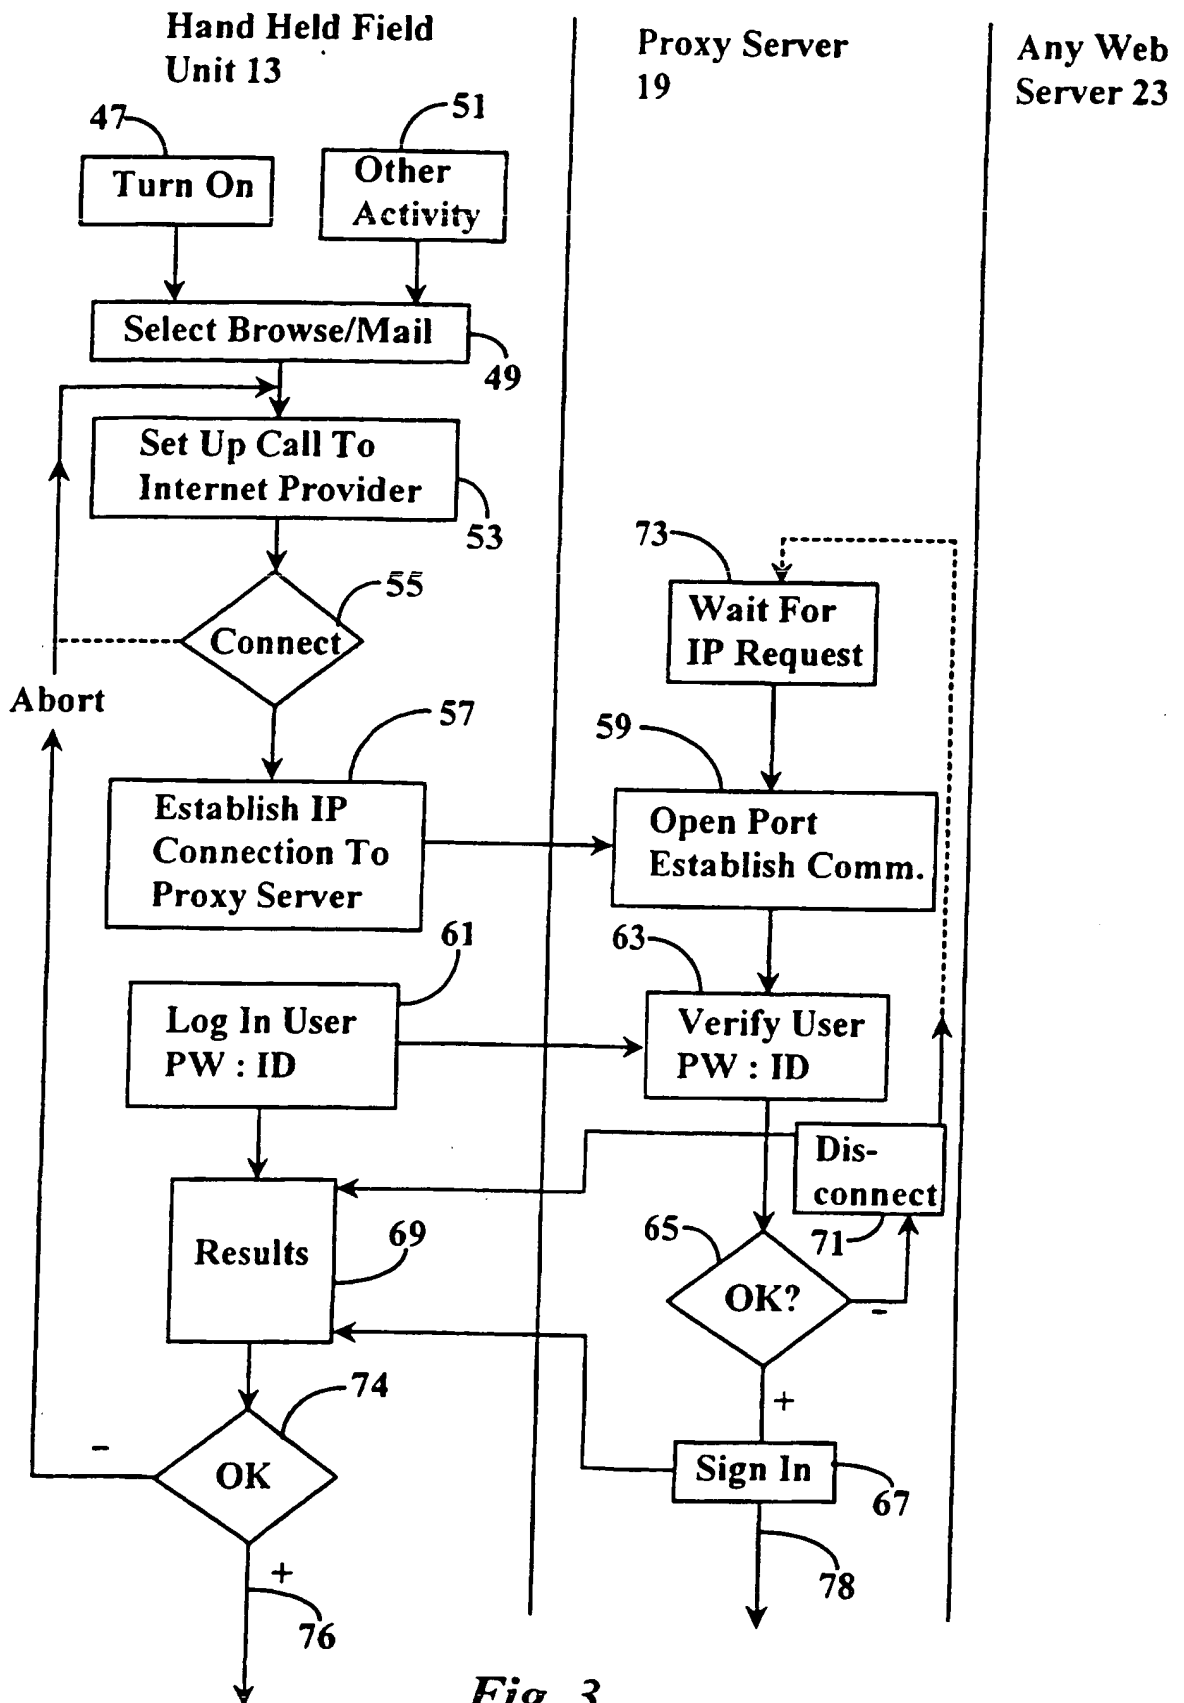 Hand Held Field
Unit 13
Proxy Server
19
Any Web
Server 23
47
51
Turn On
Other
Activity
Select Browse/Mail
49
Set Up Call To
Internet Provider
53
55
Connect
Abort
57
Establish IP
Connection To
Proxy Server
73
Wait For
IP Request
59
Open Port
Establish Comm.
61
Log In User
PW : ID
63
Verify User
PW : ID
Dis-
connect
71
Results
69
65
OK?
-
+
74
OK
-
+
76
Sign In
67
78
Fig. 3